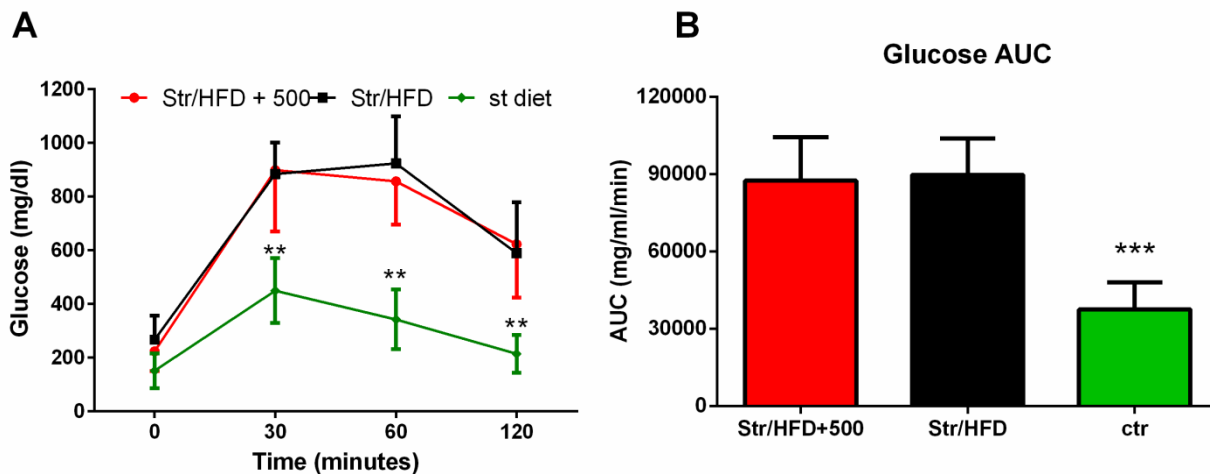 A
Str/HFD + 500 Str/HFD st diet
Glucose (mg/dl)
1200
1000
800
600
400
200
0
**
**
**
0 30 60 120
Time (minutes)
B
Glucose AUC
AUC (mg/ml/min)
120000
90000
60000
30000
0
***
Str/HFD+500 Str/HFD ctr